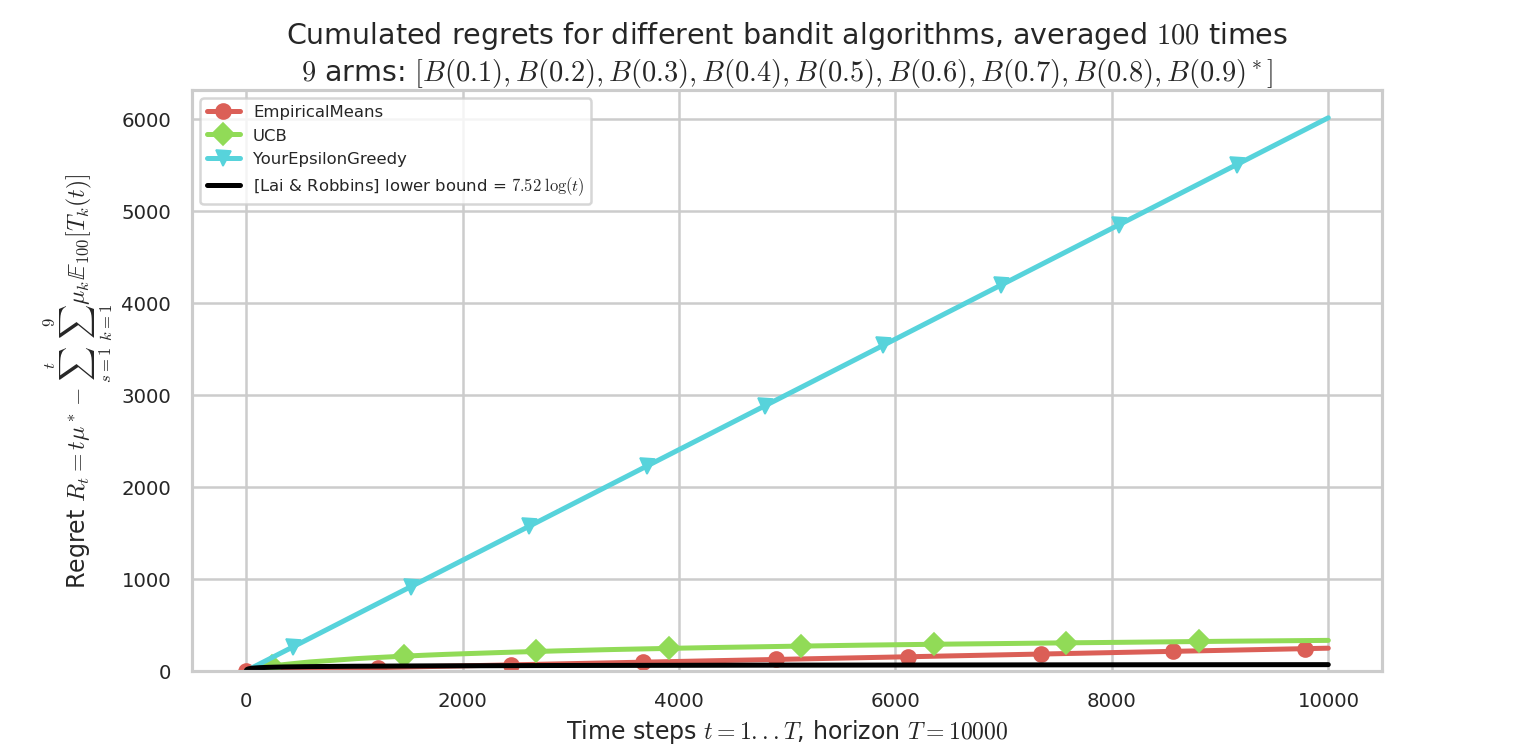 Cumulated regrets for different bandit algorithms, averaged 100 times
9 arms: [B(0.1), B(0.2), B(0.3), B(0.4), B(0.5), B(0.6), B(0.7), B(0.8), B(0.9)*]
EmpiricalMeans
UCB
YourEpsilonGreedy
[Lai & Robbins] lower bound = 7.52 log(t)
6000
5000
4000
3000
2000
1000
0
Regret R_t = tμ* − ∑_{s=1}^{t} ∑_{k=1}^{9} μ_k 𝔼_{100}[T_k(t)]
0 2000 4000 6000 8000 10000
Time steps t = 1...T, horizon T = 10000